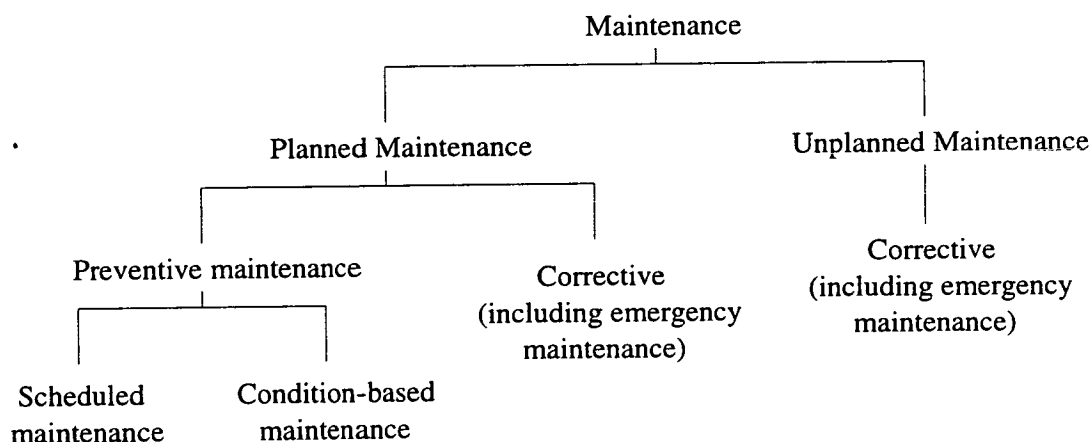 Maintenance
Planned Maintenance
Unplanned Maintenance
Preventive maintenance
Corrective
(including emergency
maintenance)
Corrective
(including emergency
maintenance)
Scheduled
maintenance
Condition-based
maintenance